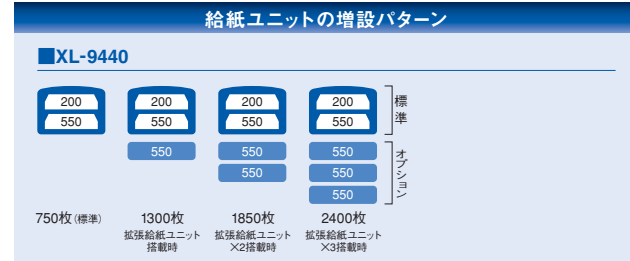 給紙ユニットの増設パターン
■XL-9440
200 200 200 200 標準
550 550 550 550
550 550 550 オプション
550 550
550
750枚(標準) 1300枚 1850枚 2400枚
拡張給紙ユニット 拡張給紙ユニット 拡張給紙ユニット
搭載時 ×2搭載時 ×3搭載時